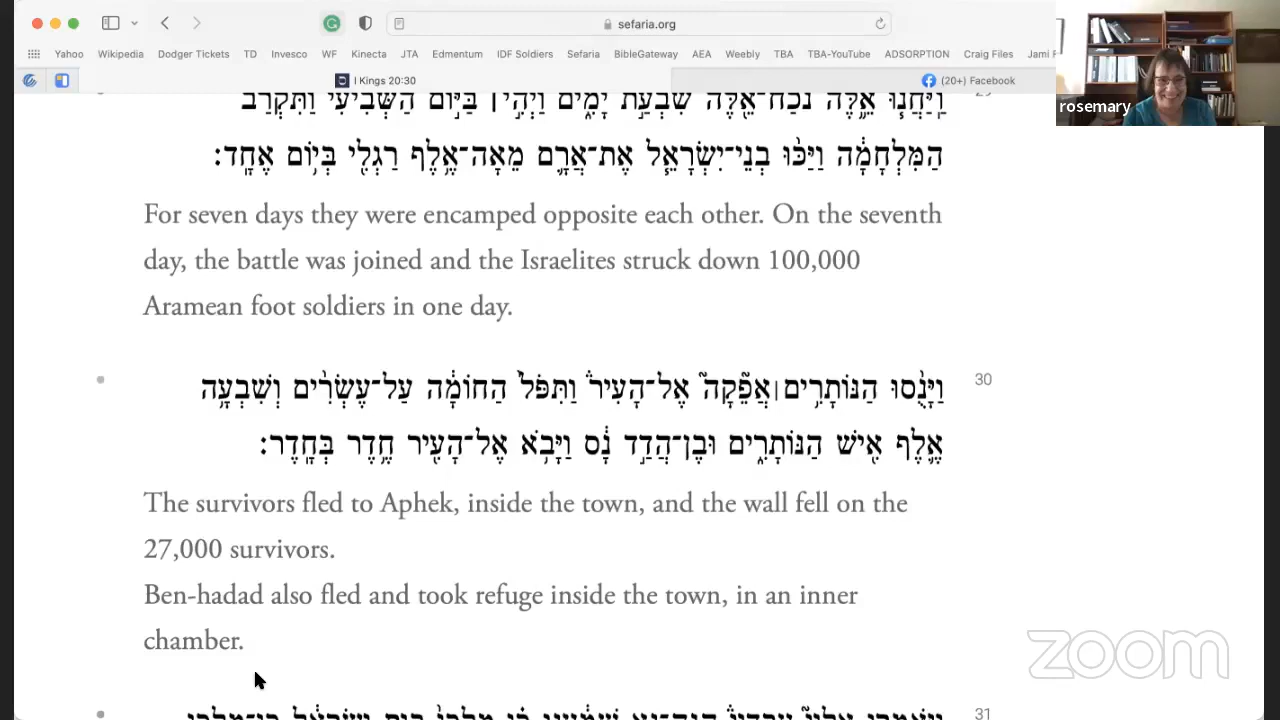 sefaria.org
Yahoo Wikipedia Dodger Tickets TD Invesco WF Kinecta JTA Edmentum IDF Soldiers Sefaria BibleGateway AEA Weebly TBA TBA-YouTube ADSORPTION Craig Files Jami
I Kings 20:30
(20+) Facebook
rosemary
וַֽיַּחֲנ֧וּ אֵ֦לֶּה נֹכַח־אֵ֖לֶּה שִׁבְעַ֣ת יָמִ֑ים וַיְהִ֣י ׀ בַּיּ֣וֹם הַשְּׁבִיעִ֗י וַתִּקְרַב֙
הַמִּלְחָמָ֔ה וַיַּכּ֨וּ בְנֵי־יִשְׂרָאֵ֧ל אֶת־אֲרָ֛ם מֵאָה־אֶ֥לֶף רַגְלִ֖י בְּי֥וֹם אֶחָֽד׃
For seven days they were encamped opposite each other. On the seventh
day, the battle was joined and the Israelites struck down 100,000
Aramean foot soldiers in one day.
30
וַיָּנֻ֨סוּ הַנּוֹתָרִ֥ים ׀ אֲפֵ֘קָה֮ אֶל־הָעִיר֒ וַתִּפֹּל֙ הַחוֹמָ֔ה עַל־עֶשְׂרִ֨ים וְשִׁבְעָ֥ה
אֶ֛לֶף אִ֖ישׁ הַנּוֹתָרִ֑ים וּבֶן־הֲדַ֣ד נָ֔ס וַיָּבֹ֥א אֶל־הָעִ֖יר חֶ֥דֶר בְּחָֽדֶר׃
The survivors fled to Aphek, inside the town, and the wall fell on the
27,000 survivors.
Ben-hadad also fled and took refuge inside the town, in an inner
chamber.
31
zoom